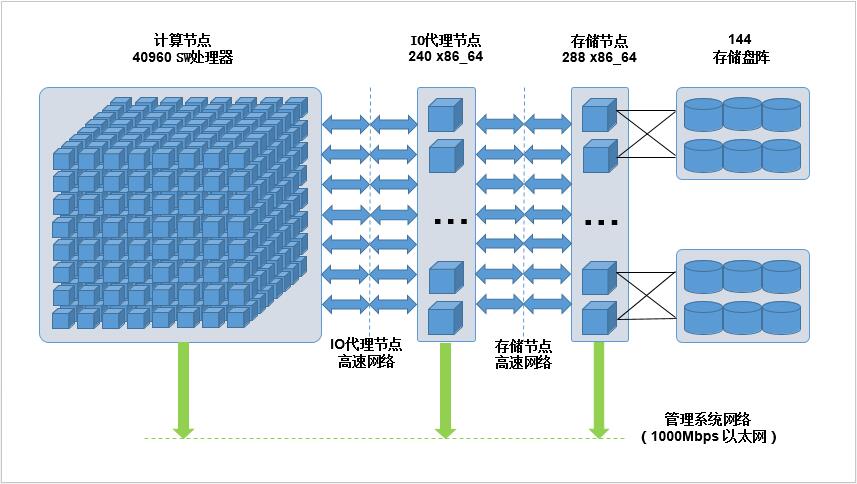 计算节点
40960 SW处理器
IO代理节点
240 x86_64
存储节点
288 x86_64
144
存储盘阵
...
...
IO代理节点
高速网络
存储节点
高速网络
管理系统网络
（1000Mbps 以太网）